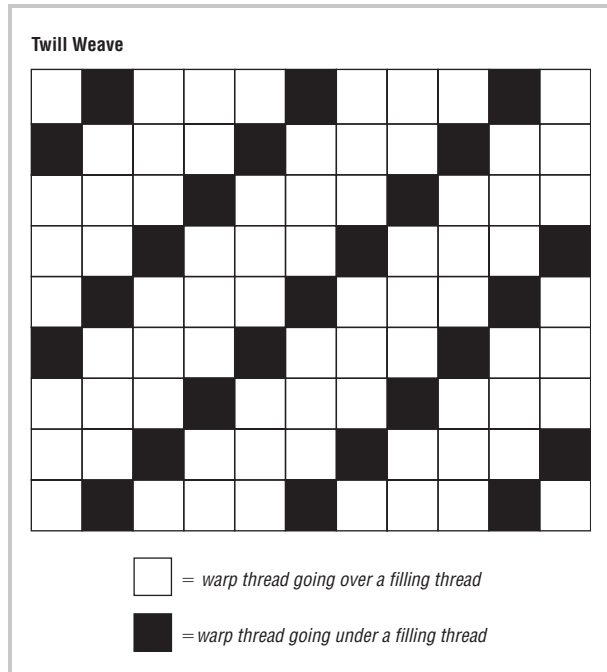 Twill Weave
= warp thread going over a filling thread
= warp thread going under a filling thread